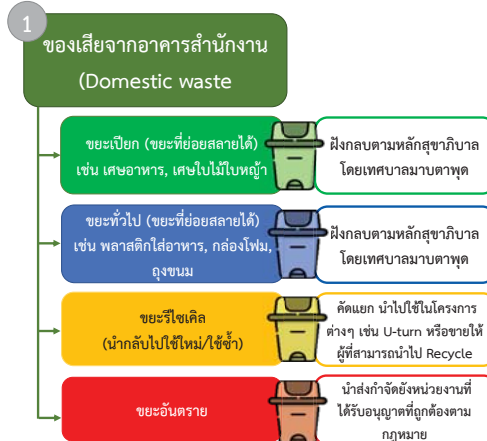 1
ของเสียจากอาคารสำนักงาน
(Domestic waste
ขยะเปียก (ขยะที่ย่อยสลายได้)
เช่น เศษอาหาร, เศษใบไม้ใบหญ้า
ฝังกลบตามหลักสุขาภิบาล
โดยเทศบาลมาบตาพุด
ขยะทั่วไป (ขยะที่ย่อยสลายได้)
เช่น พลาสติกใส่อาหาร, กล่องโฟม,
ถุงขนม
ฝังกลบตามหลักสุขาภิบาล
โดยเทศบาลมาบตาพุด
ขยะรีไซเคิล
(นำกลับไปใช้ใหม่/ใช้ซ้ำ)
คัดแยก นำไปใช้ในโครงการ
ต่างๆ เช่น U-turn หรือขายให้
ผู้ที่สามารถนำไป Recycle
ขยะอันตราย
นำส่งกำจัดยังหน่วยงานที่
ได้รับอนุญาตที่ถูกต้องตาม
กฎหมาย